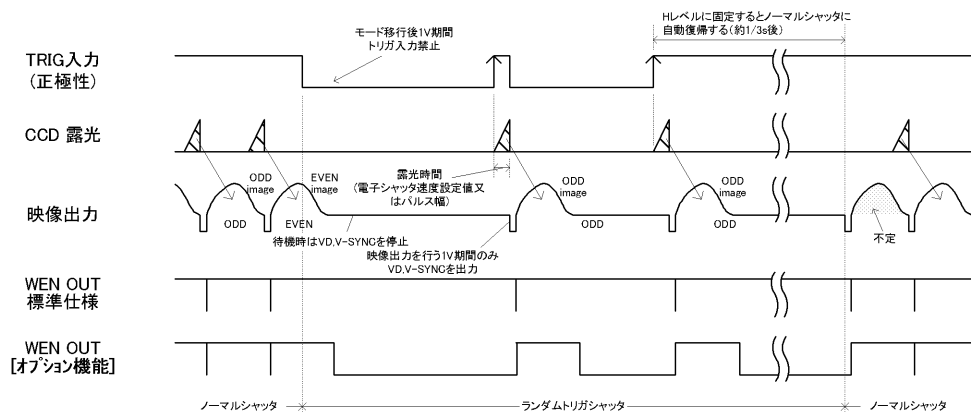 Hレベルに固定するとノーマルシャッタに
自動復帰する(約1/3s後)
モード移行後1V期間
トリガ入力禁止
TRIG入力
(正極性)
CCD 露光
露光時間
(電子シャッタ速度設定値又
はパルス幅)
映像出力
ODD
image
EVEN
image
ODD
image
ODD
image
ODD
EVEN
ODD
ODD
不定
待機時はVD,V-SYNCを停止
映像出力を行う1V期間のみ
VD,V-SYNCを出力
WEN OUT
標準仕様
WEN OUT
[オプション機能]
ノーマルシャッタ
ランダムトリガシャッタ
ノーマルシャッタ